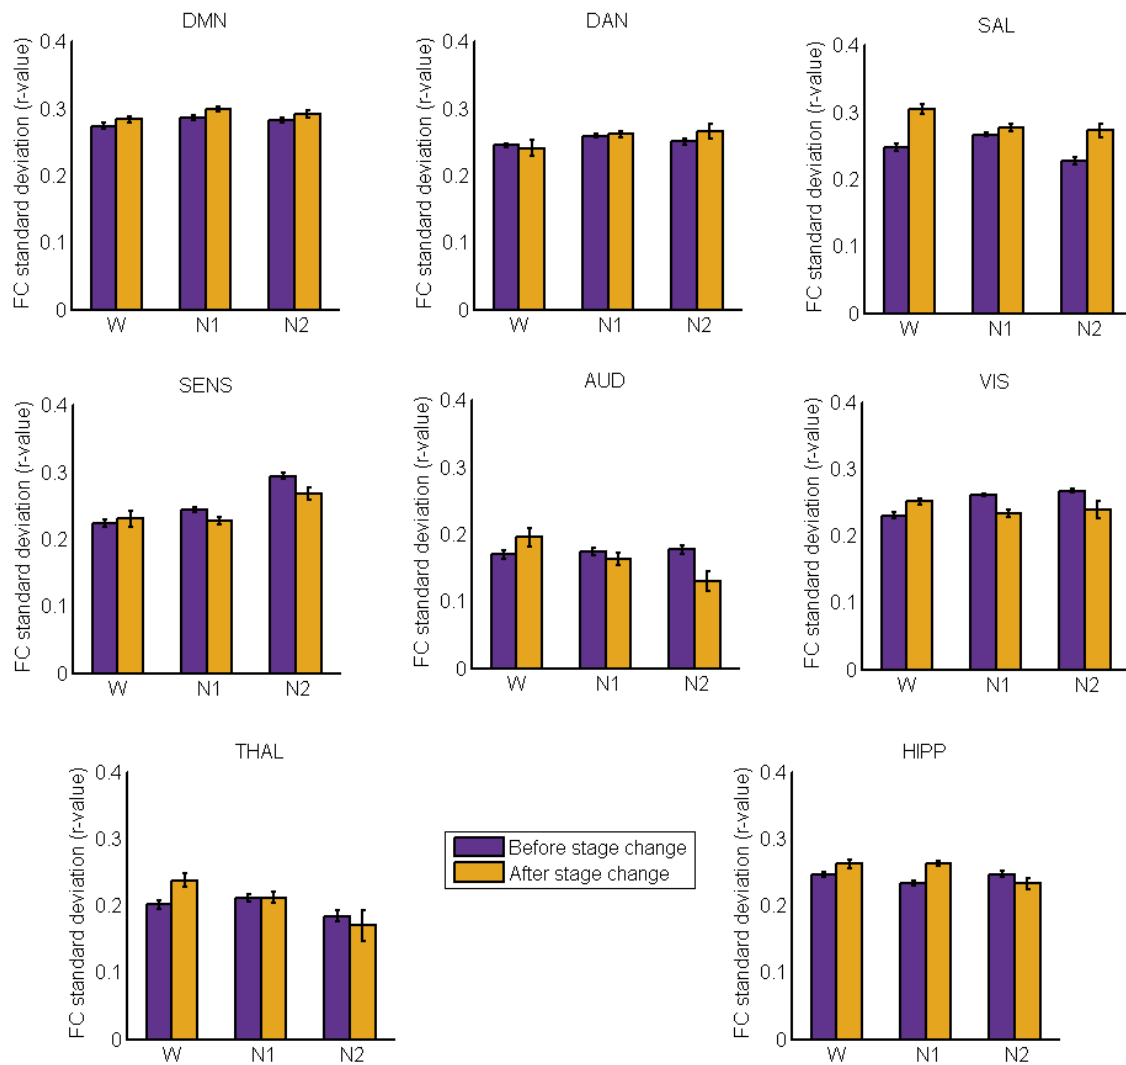 DMN
FC standard deviation (r-value)
0.4
0.3
0.2
0.1
0
W N1 N2
DAN
FC standard deviation (r-value)
0.4
0.3
0.2
0.1
0
W N1 N2
SAL
FC standard deviation (r-value)
0.4
0.3
0.2
0.1
0
W N1 N2
SENS
FC standard deviation (r-value)
0.4
0.3
0.2
0.1
0
W N1 N2
AUD
FC standard deviation (r-value)
0.4
0.3
0.2
0.1
0
W N1 N2
VIS
FC standard deviation (r-value)
0.4
0.3
0.2
0.1
0
W N1 N2
THAL
FC standard deviation (r-value)
0.4
0.3
0.2
0.1
0
W N1 N2
Before stage change
After stage change
HIPP
FC standard deviation (r-value)
0.4
0.3
0.2
0.1
0
W N1 N2